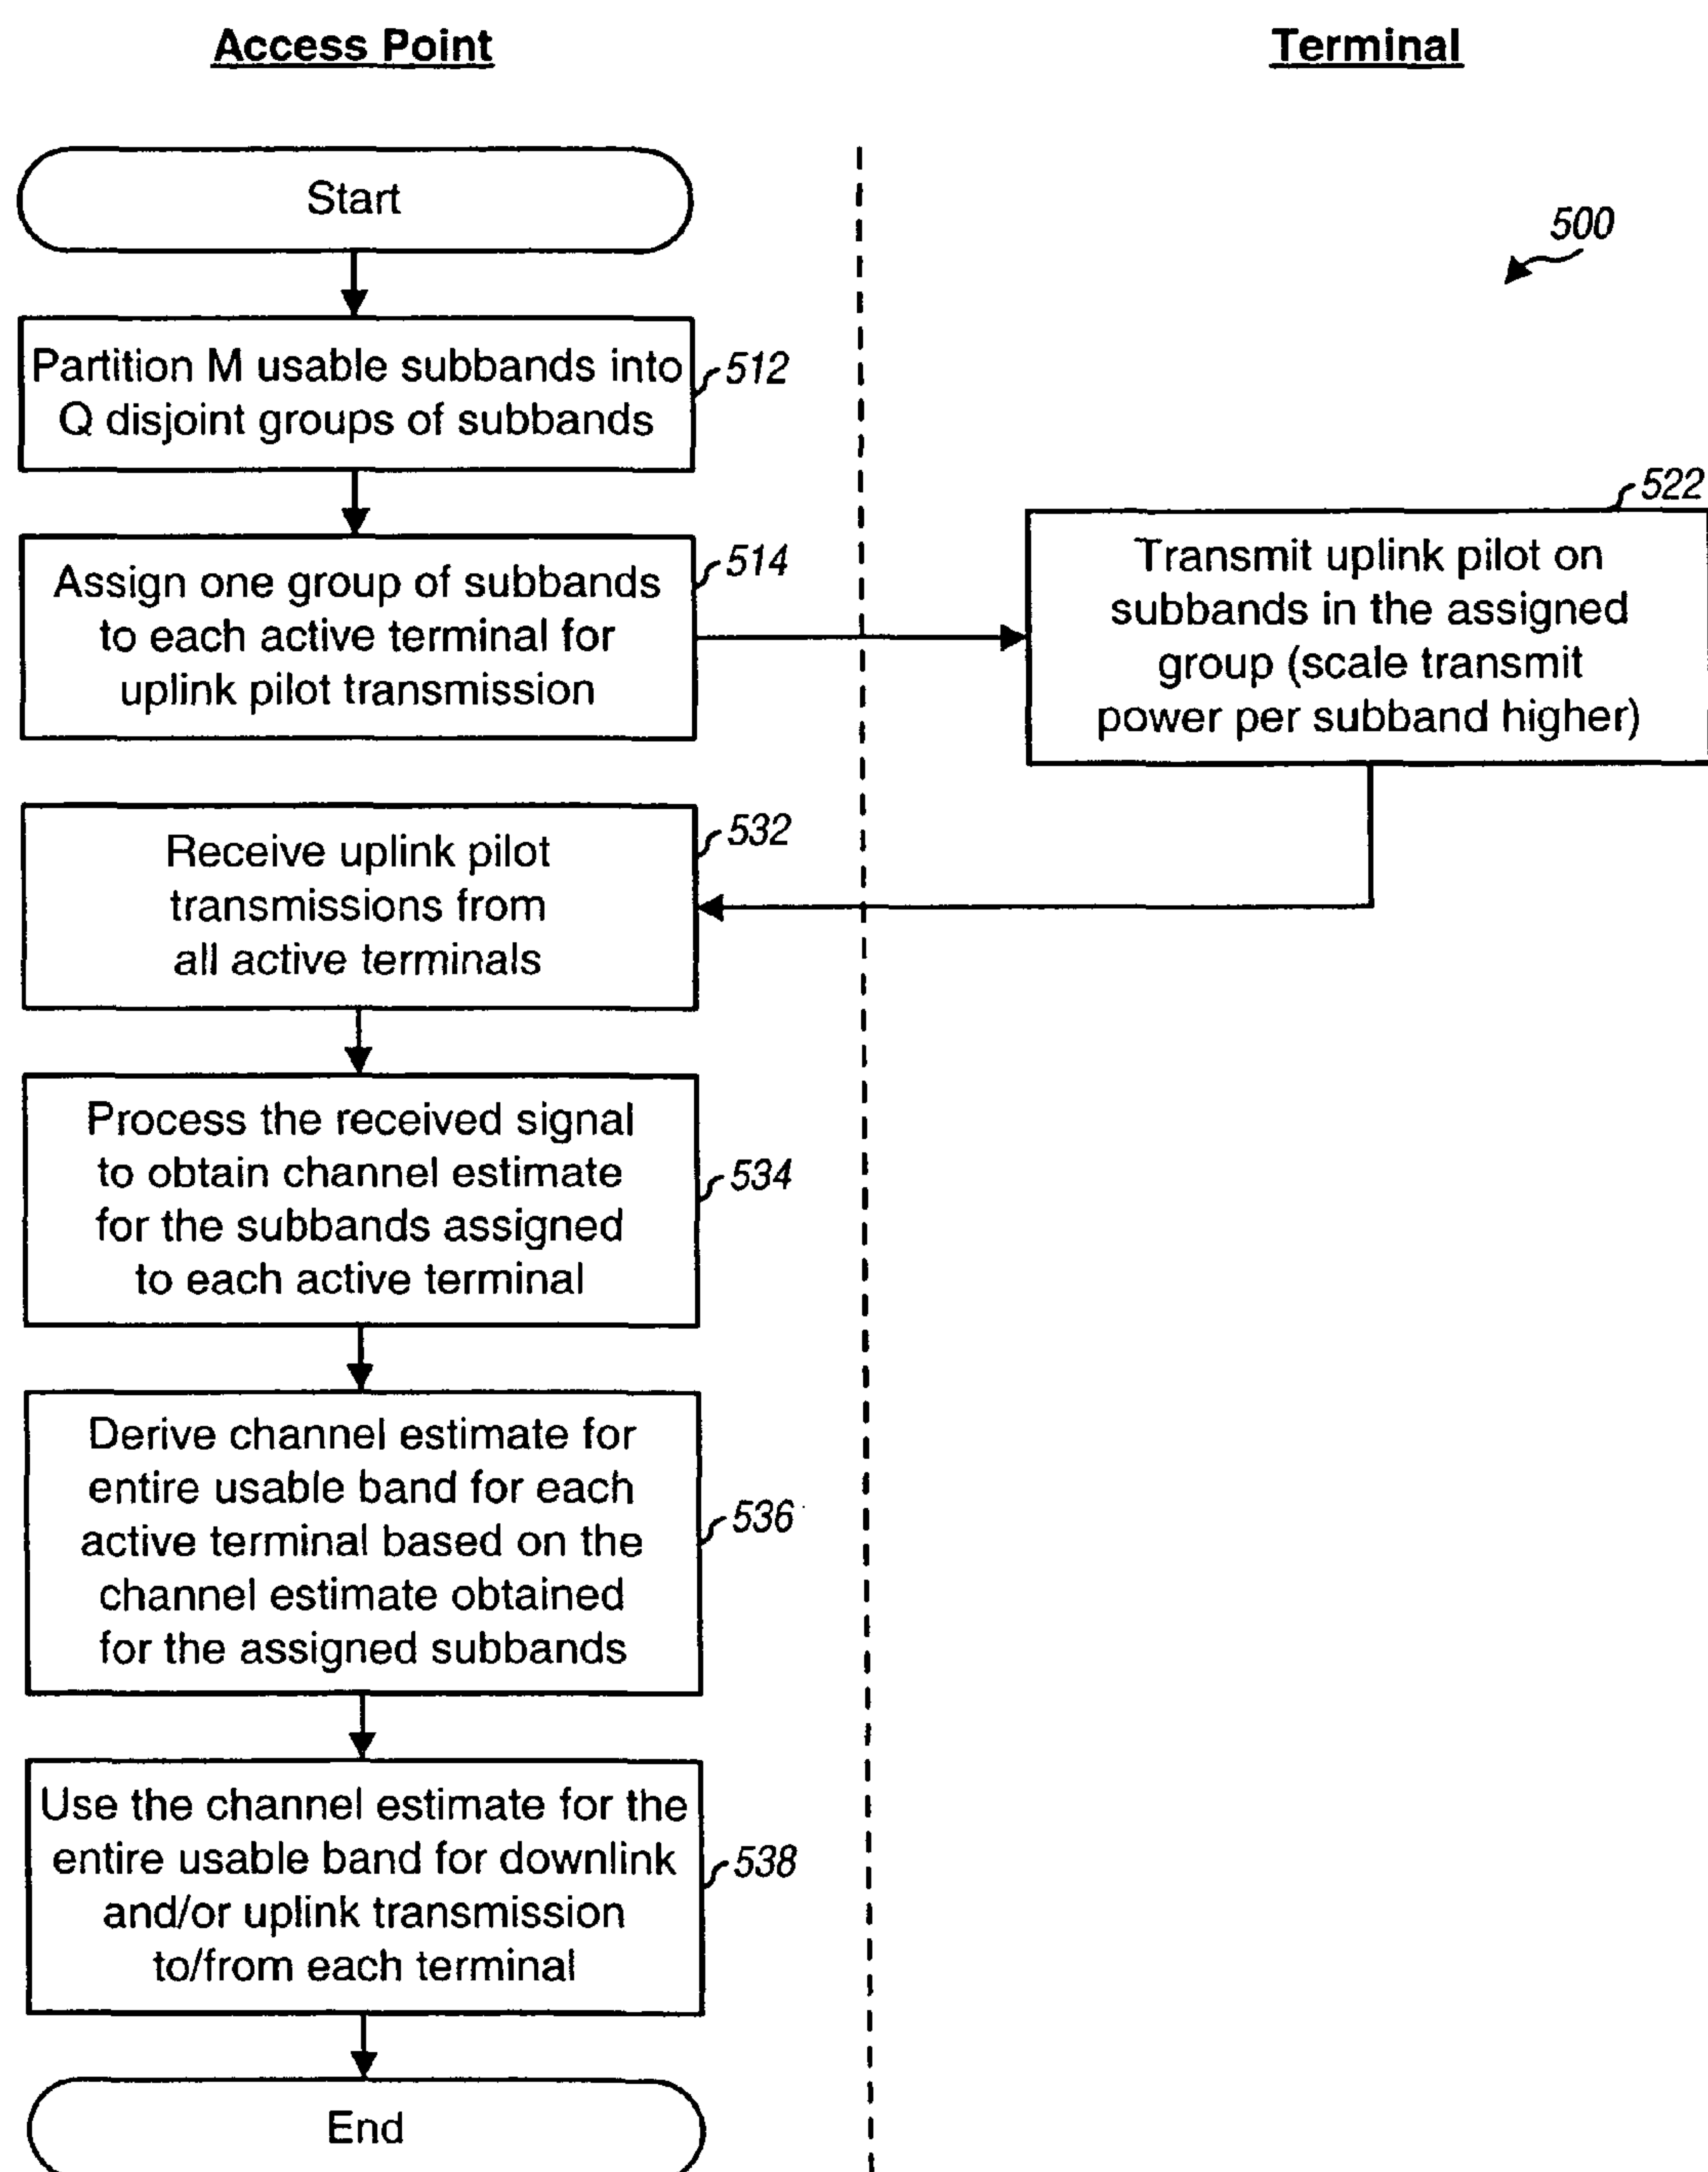 Access Point
Terminal
Start
500
Partition M usable subbands into
Q disjoint groups of subbands
512
Assign one group of subbands
to each active terminal for
uplink pilot transmission
514
522
Transmit uplink pilot on
subbands in the assigned
group (scale transmit
power per subband higher)
Receive uplink pilot
transmissions from
all active terminals
532
Process the received signal
to obtain channel estimate
for the subbands assigned
to each active terminal
534
Derive channel estimate for
entire usable band for each
active terminal based on the
channel estimate obtained
for the assigned subbands
536
Use the channel estimate for the
entire usable band for downlink
and/or uplink transmission
to/from each terminal
538
End